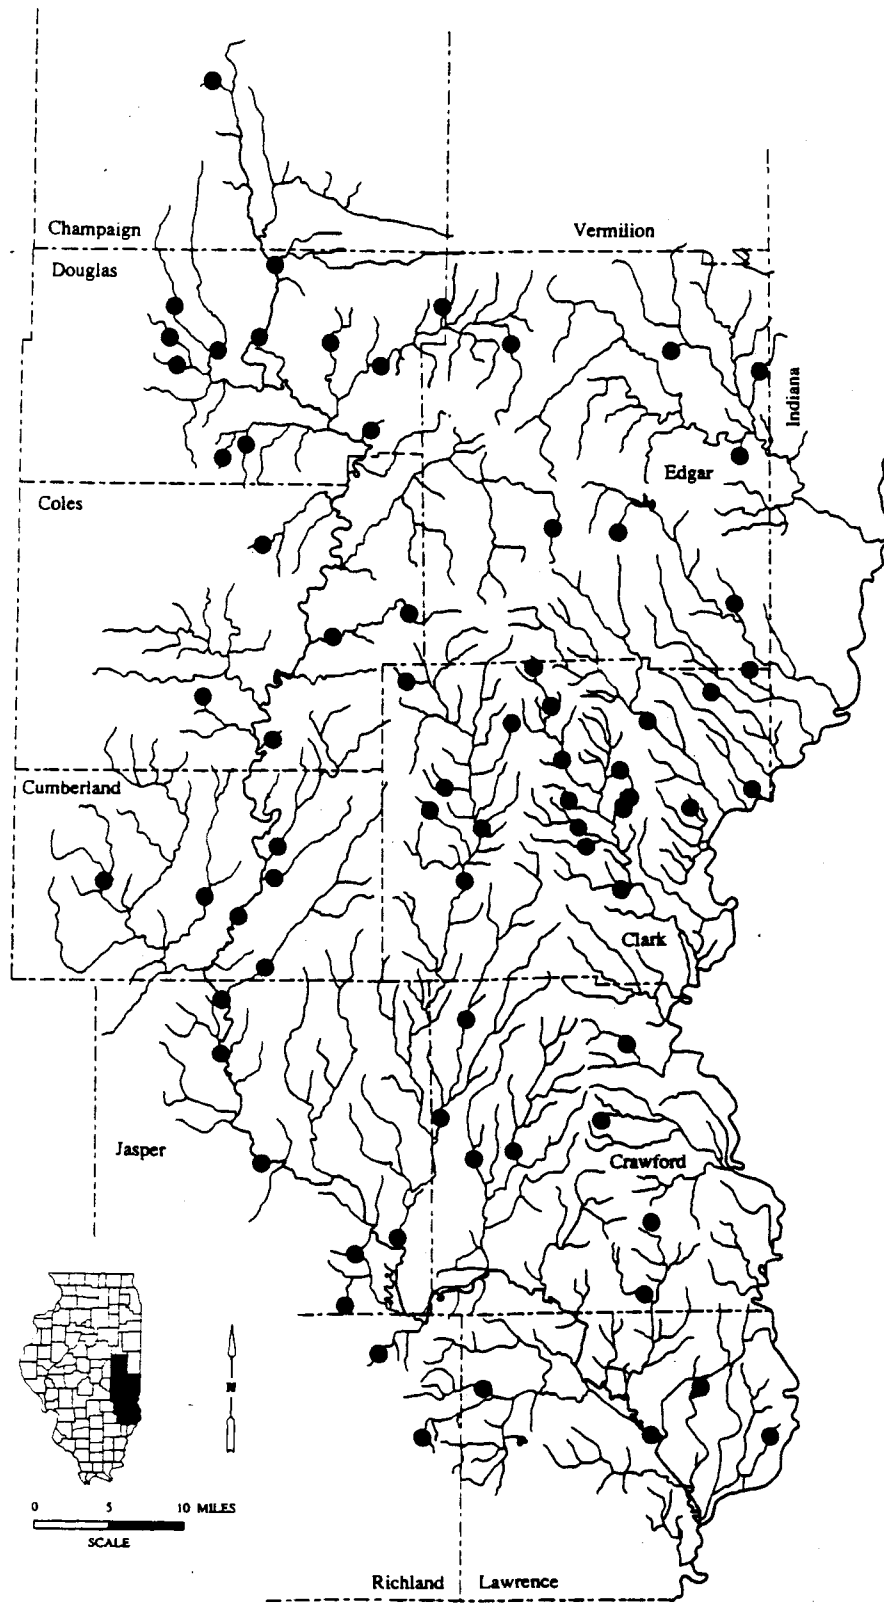 Champaign
Vermilion
Douglas
Indiana
Edgar
Coles
Cumberland
Clark
Jasper
Crawford
N
0 5 10 MILES
SCALE
Richland
Lawrence